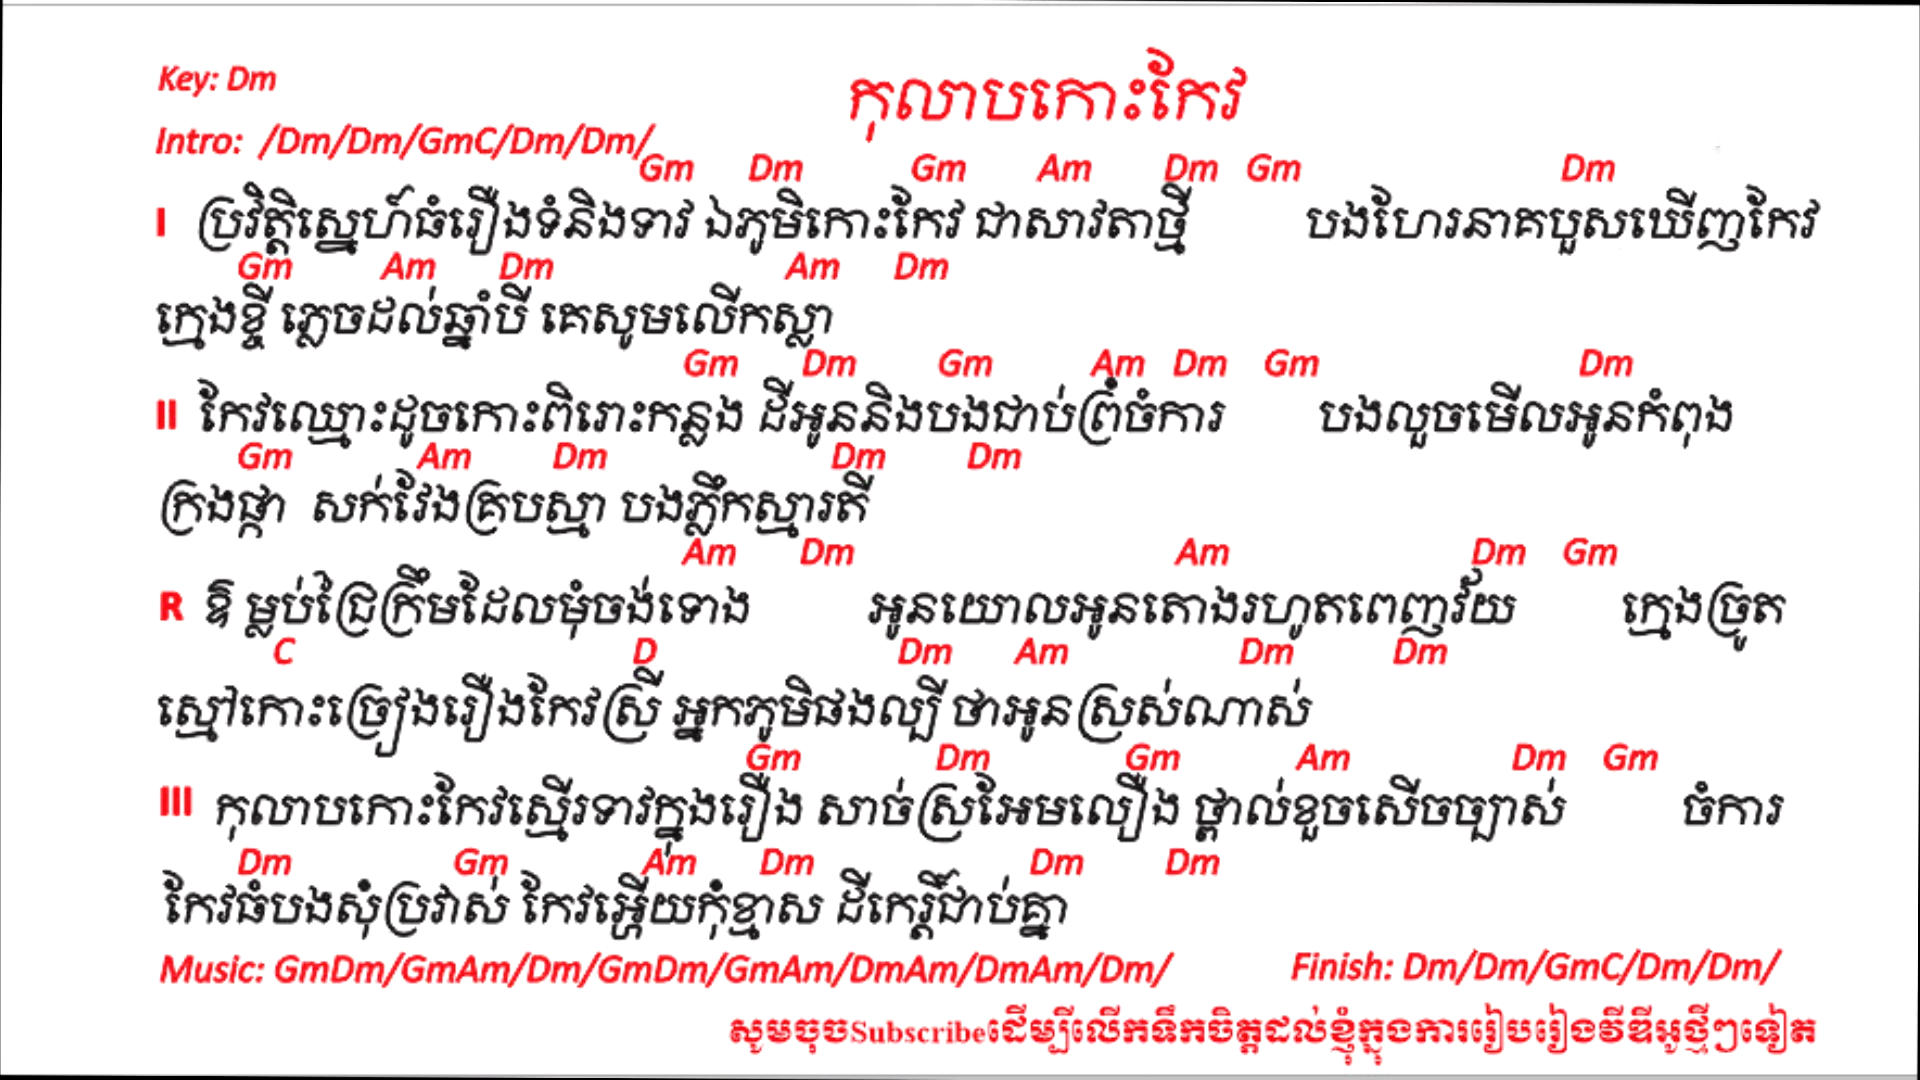 Key: Dm
កុលាបកោះកែវ
Intro: /Dm/Dm/GmC/Dm/Dm/
Gm Dm Gm Am Dm Gm Dm
I ប្រវិត្តិស្នេហ៍ធំរឿងទំនិងទាវ ឯភូមិកោះកែវ ជាសាវតាថ្មី បងហែរនាគបួសឃើញកែវ
Gm Am Dm Am Dm
ក្មេងខ្ចី ភ្លេចដល់ឆ្នាំបី គេសូមលើកស្លា
Gm Dm Gm Am Dm Gm Dm
II កែវឈ្មោះដូចកោះពិរោះកន្លង ដីអូននិងបងជាប់ព្រំចំការ បងលួចមើលអូនកំពុង
Gm Am Dm Dm Dm
ក្រងផ្កា សក់វែងគ្របស្មា បងភ្លឹកស្មារតី
Am Dm Am Dm Gm
R ឱ ម្លប់ជ្រៃក្រឹមដែលមុំចង់ទោង អូនយោលអូនតោងរហូតពេញវ័យ ក្មេងច្រូត
C D Dm Am Dm Dm
ស្មៅកោះច្រៀងរឿងកែវស្រី អ្នកភូមិផងល្បី ថាអូនស្រស់ណាស់
Gm Dm Gm Am Dm Gm
III កុលាបកោះកែវស្មើរទាវក្នុងរឿង សាច់ស្រអែមលឿង ថ្ពាល់ខួចសើចច្បាស់ ចំការ
Dm Gm Am Dm Dm Dm
កែវធំបងសុំប្រវាស់ កែវអ្ហើយកុំខ្មាស ដីកេរ្តិ៍ជាប់គ្នា
Music: GmDm/GmAm/Dm/GmDm/GmAm/DmAm/DmAm/Dm/ Finish: Dm/Dm/GmC/Dm/Dm/
សូមចុចSubscribeដើម្បីលើកទឹកចិត្តដល់ខ្ញុំក្នុងការរៀបរៀងវីឌីអូថ្មីៗទៀត